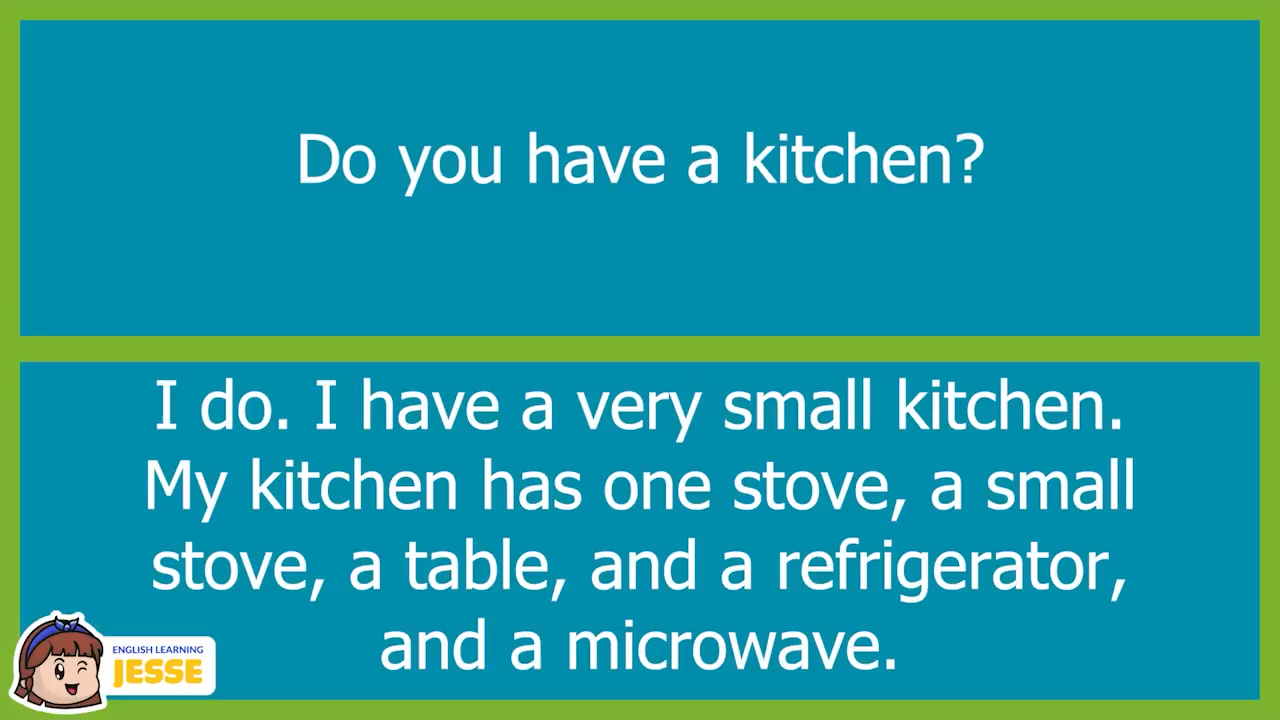 Do you have a kitchen?
I do. I have a very small kitchen.
My kitchen has one stove, a small
stove, a table, and a refrigerator,
and a microwave.
ENGLISH LEARNING
JESSE